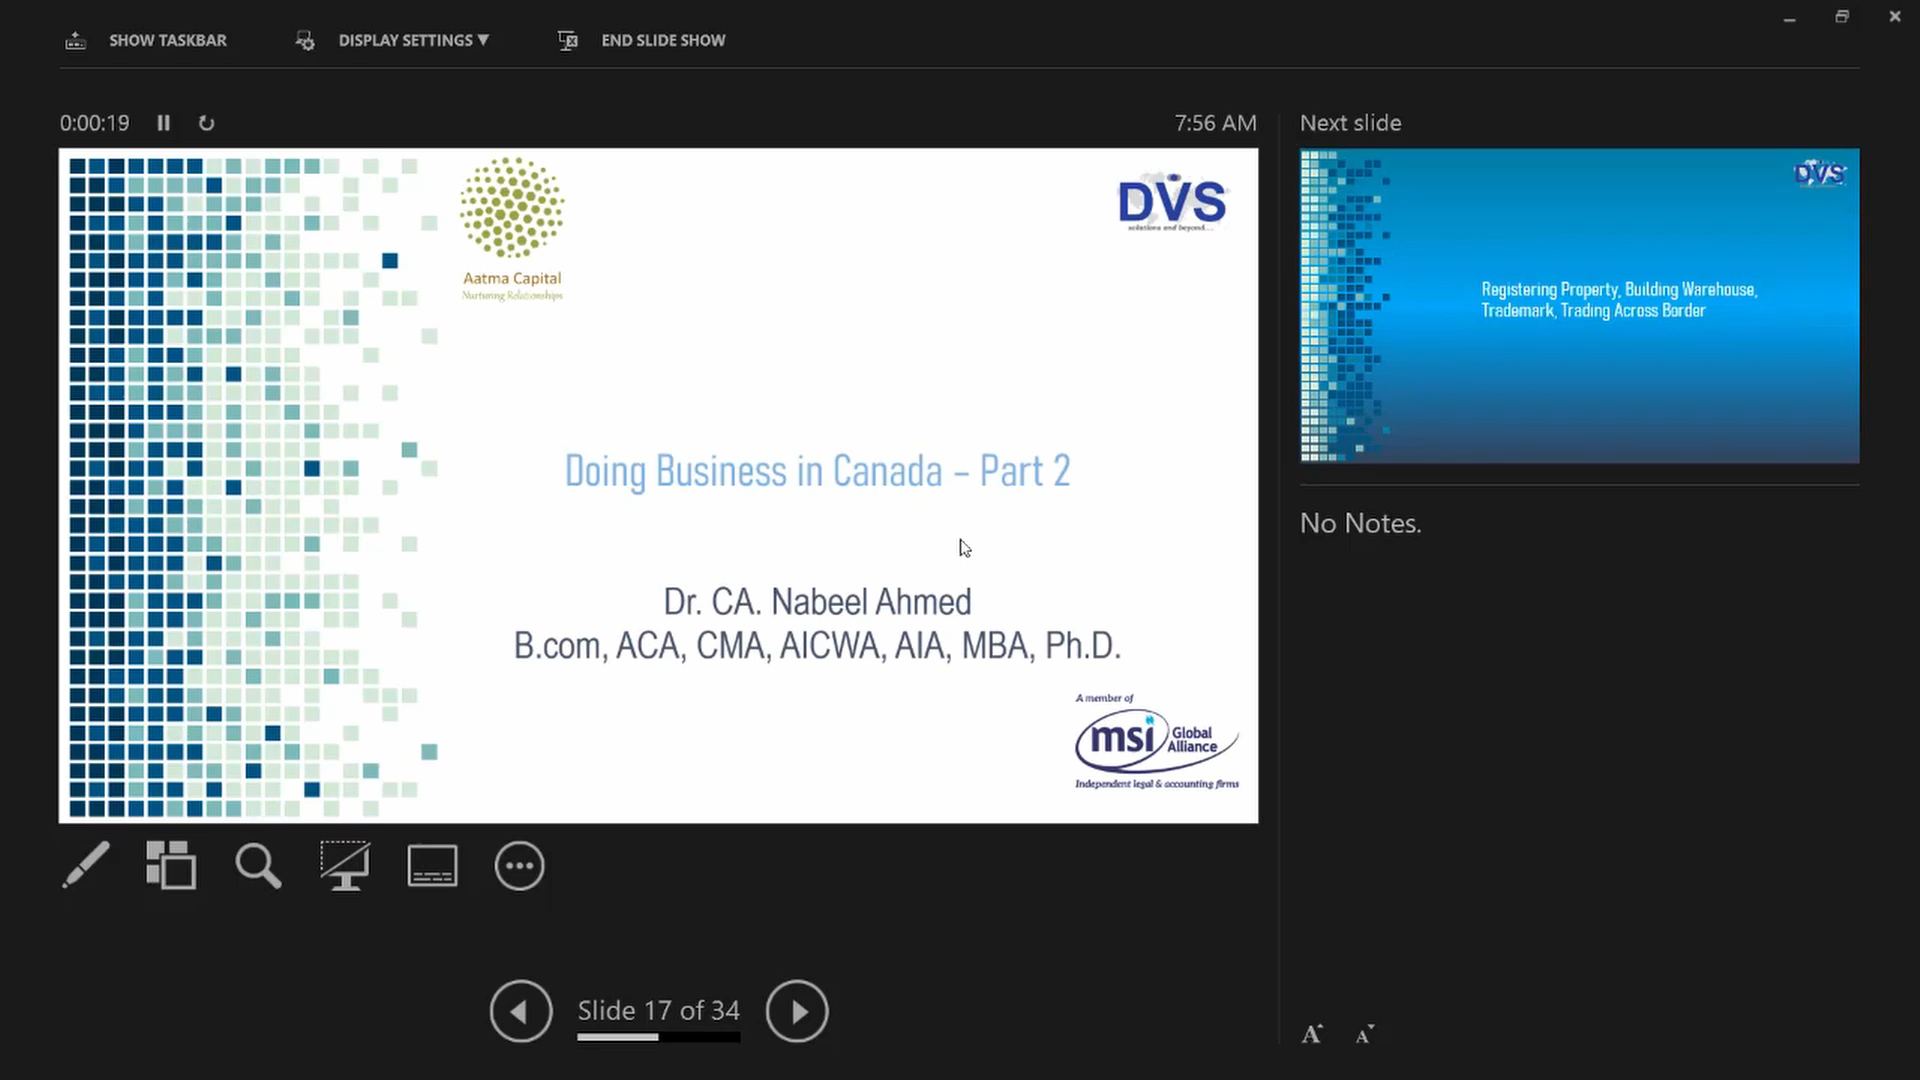 SHOW TASKBAR
DISPLAY SETTINGS ▼
END SLIDE SHOW
0:00:19
7:56 AM
Next slide
Aatma Capital
Nurturing Relationships
DVS
solutions and beyond...
Doing Business in Canada – Part 2
Dr. CA. Nabeel Ahmed
B.com, ACA, CMA, AICWA, AIA, MBA, Ph.D.
A member of
msi Global
Alliance
Independent legal & accounting firms
DVS
Registering Property, Building Warehouse,
Trademark, Trading Across Border
No Notes.
Slide 17 of 34
A A